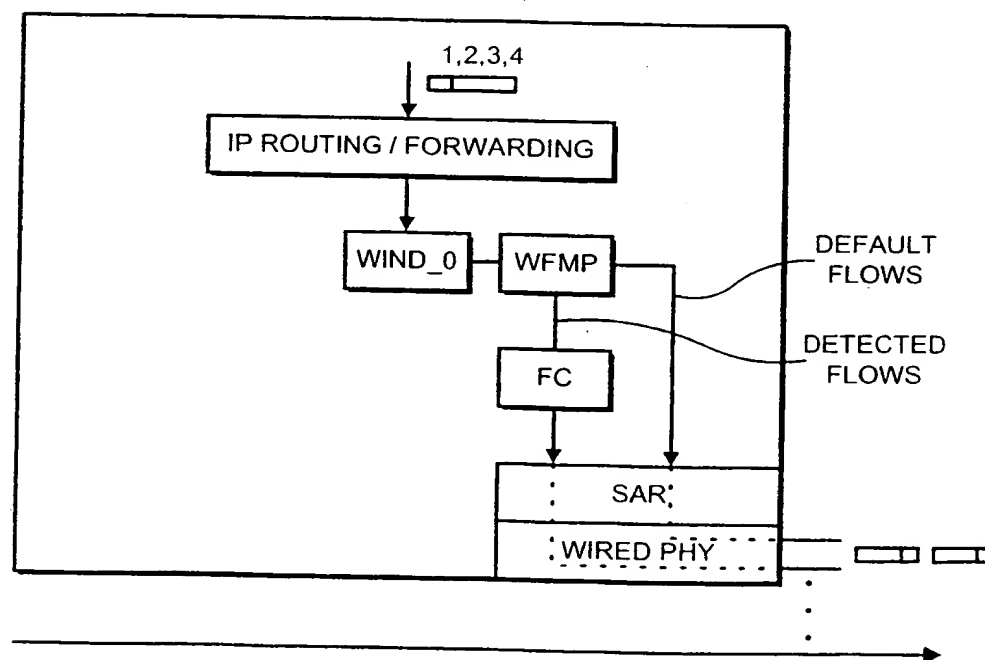 1,2,3,4
IP ROUTING / FORWARDING
WIND_0
WFMP
DEFAULT
FLOWS
DETECTED
FLOWS
FC
SAR
WIRED PHY